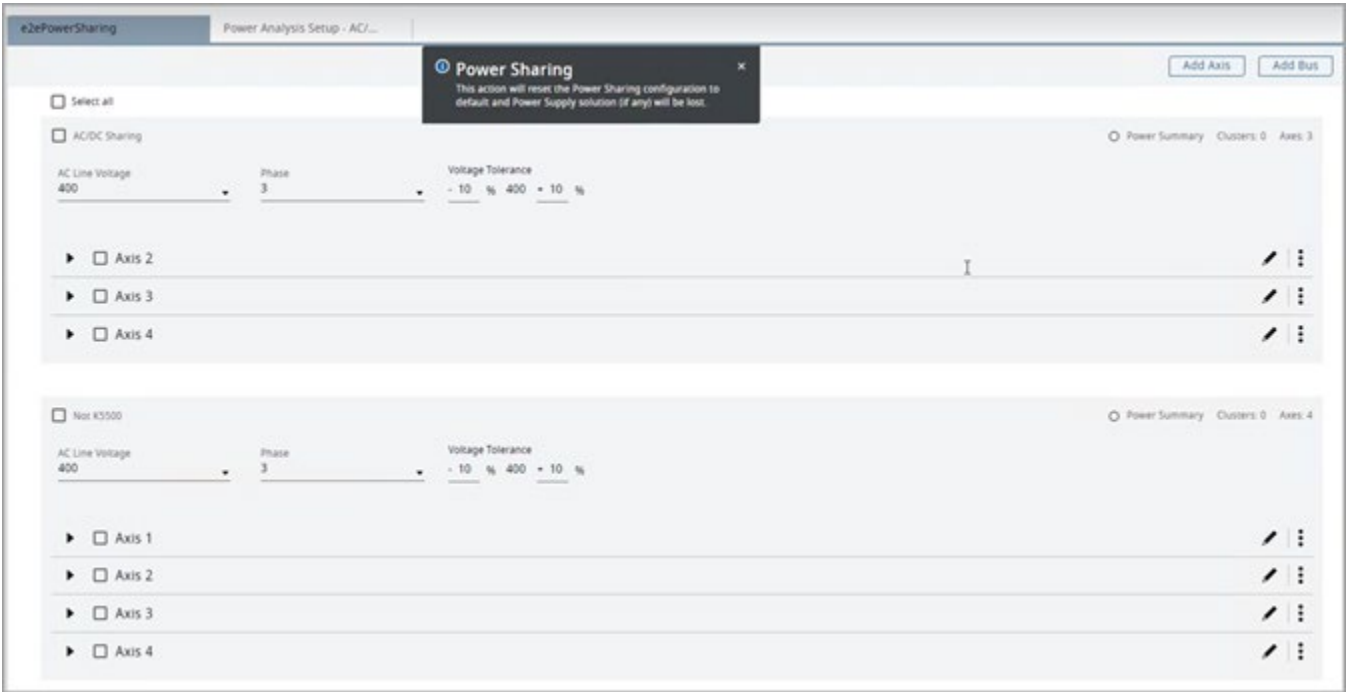 e2ePowerSharing
Power Analysis Setup - AC/...
Power Sharing
×
This action will reset the Power Sharing configuration to
default and Power Supply solution (if any) will be lost.
Add Axis
Add Bus
Select all
AC/DC Sharing
Power Summary Clusters: 0 Axes: 3
AC Line Voltage
400
Phase
3
Voltage Tolerance
- 10 % 400 + 10 %
Axis 2
Axis 3
Axis 4
Not K5500
Power Summary Clusters: 0 Axes: 4
AC Line Voltage
400
Phase
3
Voltage Tolerance
- 10 % 400 + 10 %
Axis 1
Axis 2
Axis 3
Axis 4